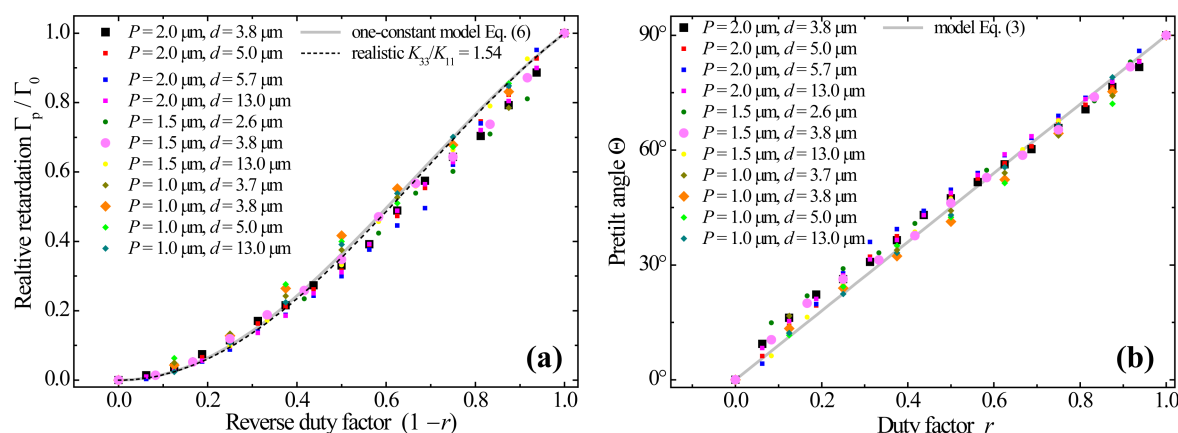 Realtive retardation Γp / Γ0
1.0
0.8
0.6
0.4
0.2
0.0
P = 2.0 μm, d = 3.8 μm
P = 2.0 μm, d = 5.0 μm
P = 2.0 μm, d = 5.7 μm
P = 2.0 μm, d = 13.0 μm
P = 1.5 μm, d = 2.6 μm
P = 1.5 μm, d = 3.8 μm
P = 1.5 μm, d = 13.0 μm
P = 1.0 μm, d = 3.7 μm
P = 1.0 μm, d = 3.8 μm
P = 1.0 μm, d = 5.0 μm
P = 1.0 μm, d = 13.0 μm
one-constant model Eq. (6)
realistic K33/K11 = 1.54
(a)
0.0 0.2 0.4 0.6 0.8 1.0
Reverse duty factor (1 − r)
Pretilt angle Θ
90°
60°
30°
0°
P = 2.0 μm, d = 3.8 μm
P = 2.0 μm, d = 5.0 μm
P = 2.0 μm, d = 5.7 μm
P = 2.0 μm, d = 13.0 μm
P = 1.5 μm, d = 2.6 μm
P = 1.5 μm, d = 3.8 μm
P = 1.5 μm, d = 13.0 μm
P = 1.0 μm, d = 3.7 μm
P = 1.0 μm, d = 3.8 μm
P = 1.0 μm, d = 5.0 μm
P = 1.0 μm, d = 13.0 μm
model Eq. (3)
(b)
0.0 0.2 0.4 0.6 0.8 1.0
Duty factor r